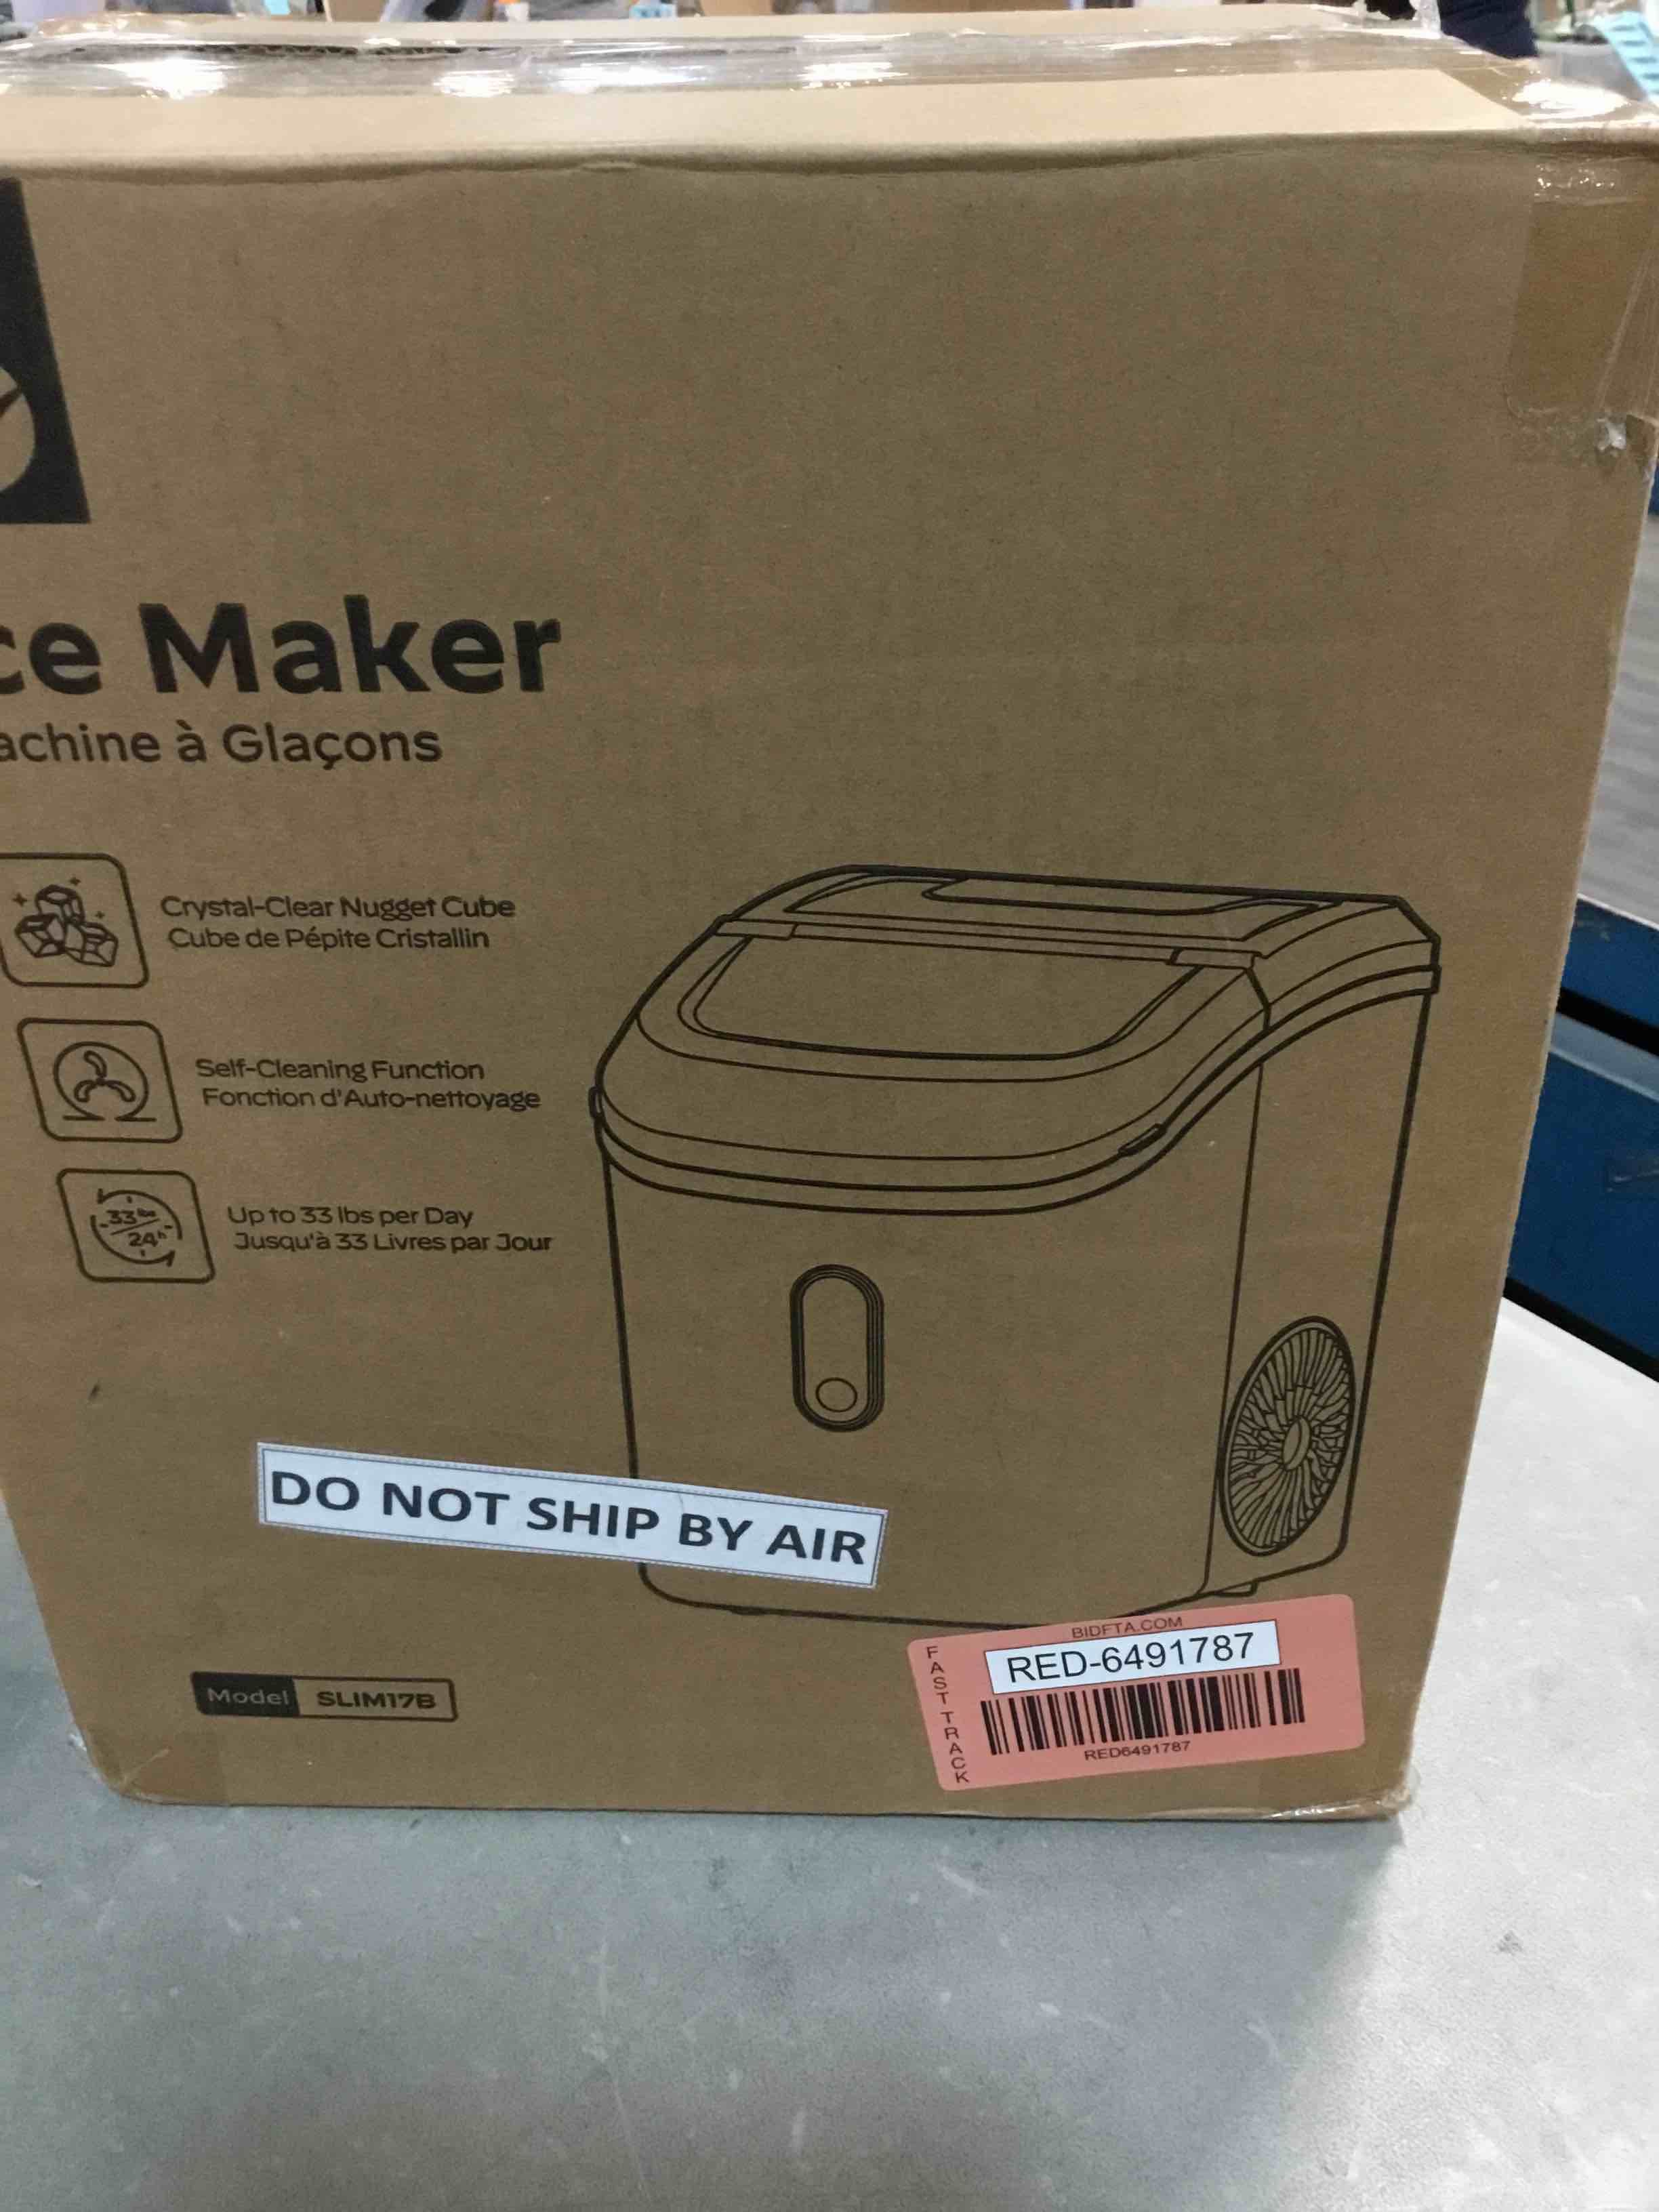 ce Maker
achine à Glaçons
Crystal-Clear Nugget Cube
Cube de Pépite Cristallin
Self-Cleaning Function
Fonction d'Auto-nettoyage
33 lbs
24h
Up to 33 lbs per Day
Jusqu'à 33 Livres par Jour
DO NOT SHIP BY AIR
Model SLIM17B
BIDFTA.COM
FAST TRACK
RED-6491787
RED6491787